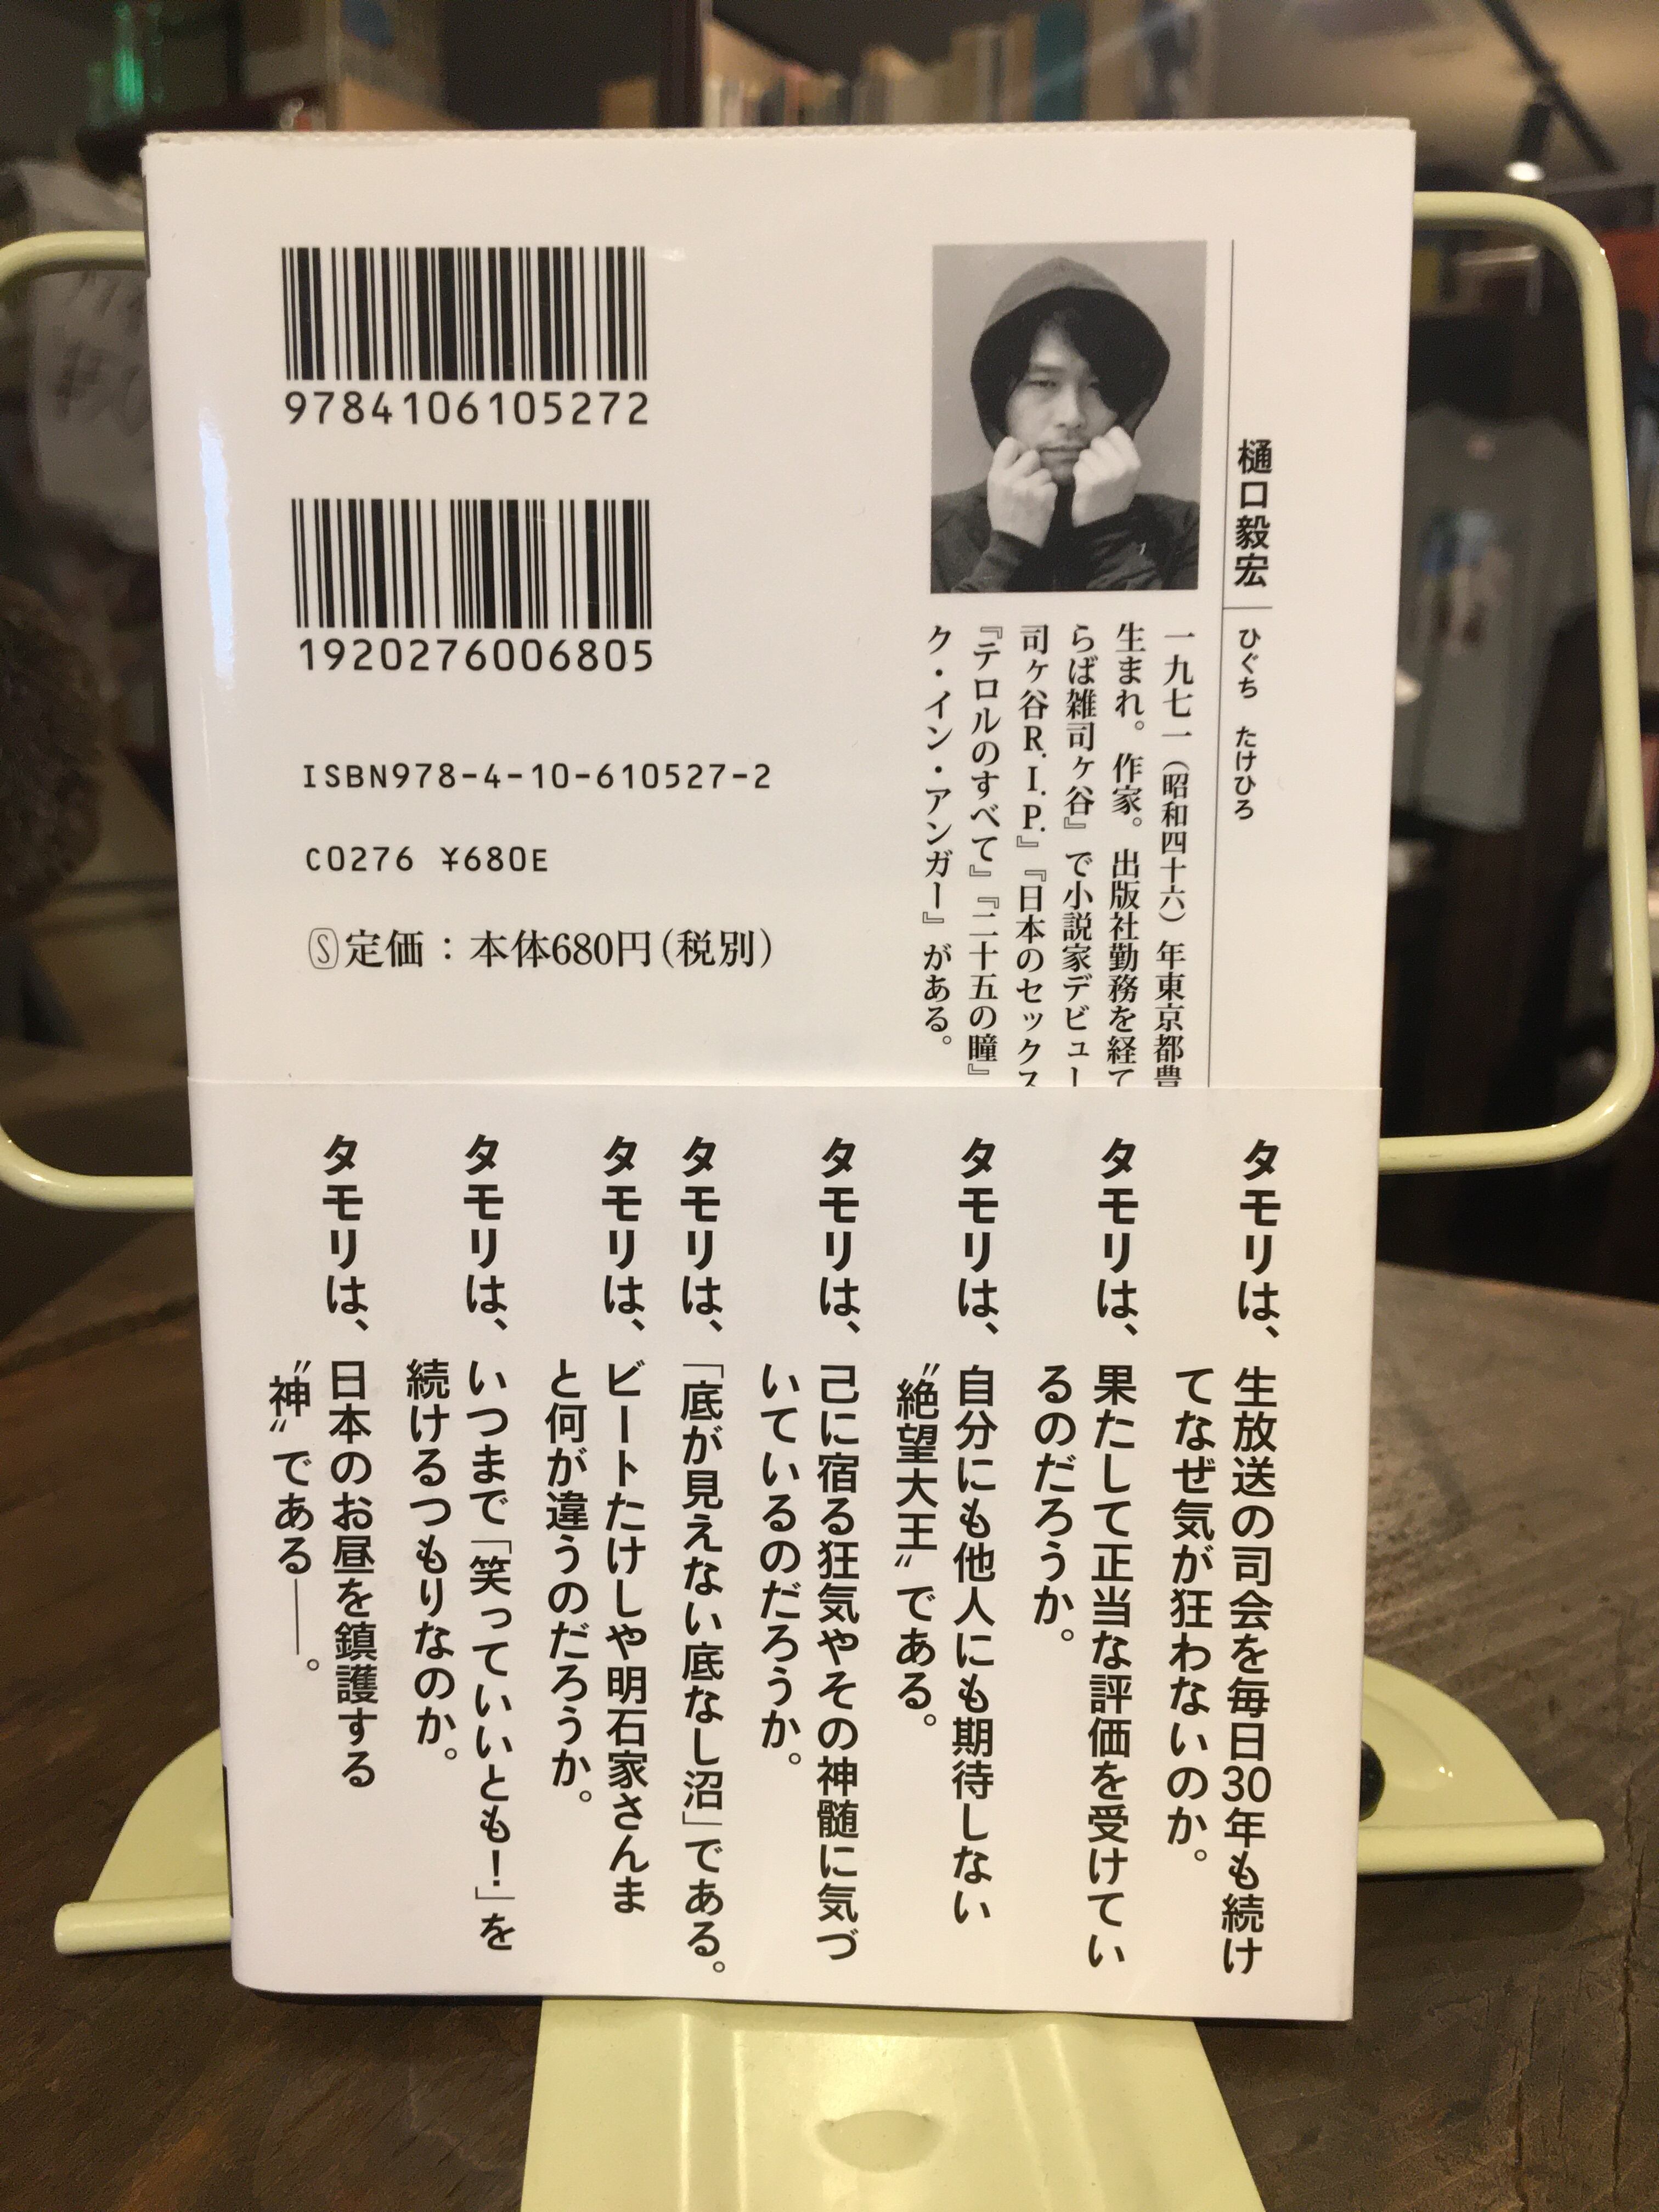 9784106105272
1920276006805
ISBN978-4-10-610527-2
C0276 ¥680E
Ⓢ定価：本体680円(税別)
樋口毅宏 ひぐち たけひろ
一九七一（昭和四十六）年東京都豊
生まれ。作家。出版社勤務を経て
らば雑司ヶ谷』で小説家デビュー
司ヶ谷R.I.P.』『日本のセックス
『テロルのすべて』『二十五の瞳』
ク・イン・アンガー』がある。
タモリは、生放送の司会を毎日30年も続け
てなぜ気が狂わないのか。
タモリは、果たして正当な評価を受けてい
るのだろうか。
タモリは、自分にも他人にも期待しない
〝絶望大王〟である。
タモリは、己に宿る狂気やその神髄に気づ
いているのだろうか。
タモリは、「底が見えない底なし沼」である。
タモリは、ビートたけしや明石家さんま
と何が違うのだろうか。
タモリは、いつまで「笑っていいとも！」を
続けるつもりなのか。
タモリは、日本のお昼を鎮護する
〝神〟である――。